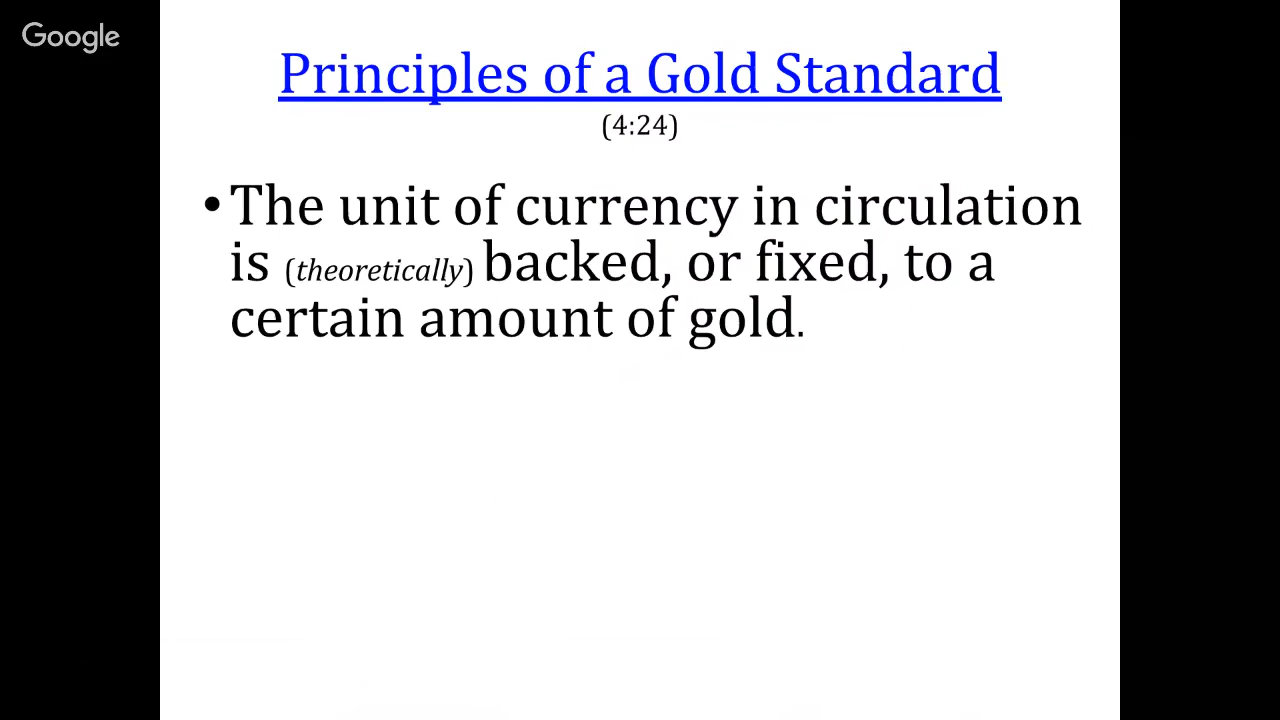 Google
Principles of a Gold Standard
(4:24)
•The unit of currency in circulation
is (theoretically) backed, or fixed, to a
certain amount of gold.